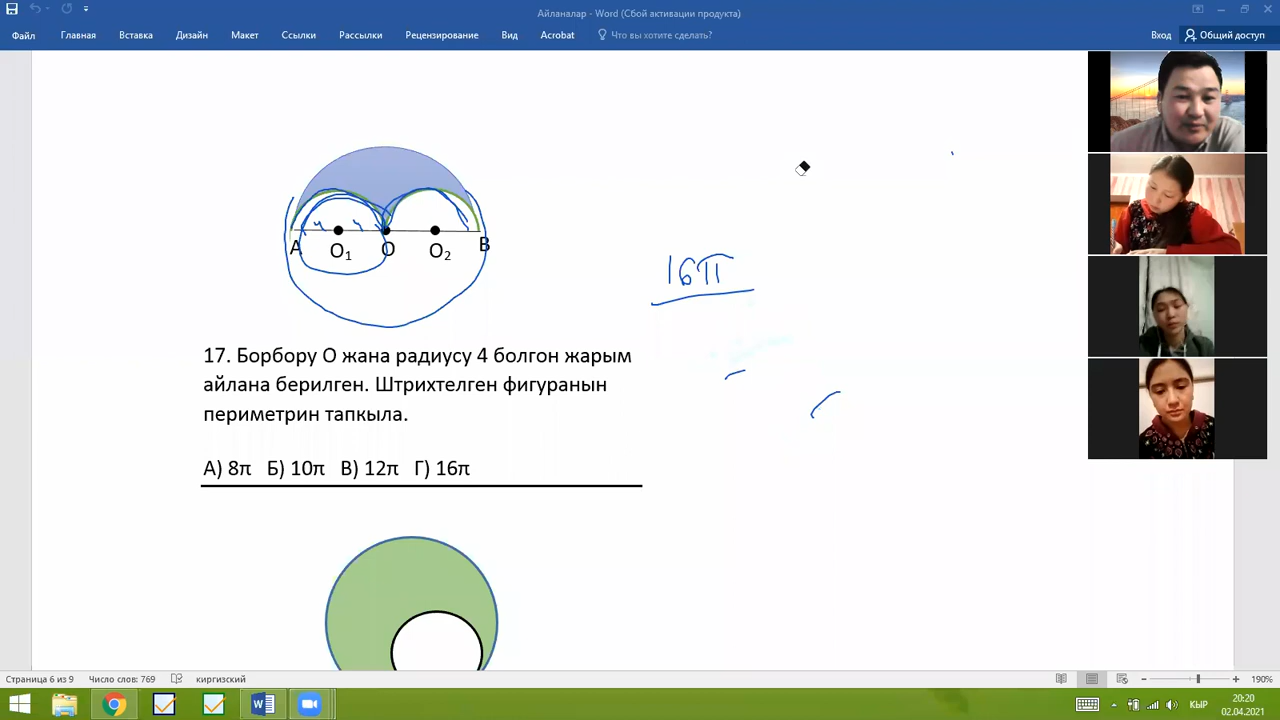 Айланалар - Word (Сбой активации продукта)
Файл Главная Вставка Дизайн Макет Ссылки Рассылки Рецензирование Вид Acrobat Что вы хотите сделать? Вход Общий доступ
4 4
A O1 O O2 B
16π
17. Борбору О жана радиусу 4 болгон жарым
айлана берилген. Штрихтелген фигуранын
периметрин тапкыла.
А) 8π Б) 10π В) 12π Г) 16π
Страница 6 из 9 Число слов: 769 киргизский 190%
КЫР
20:20
02.04.2021